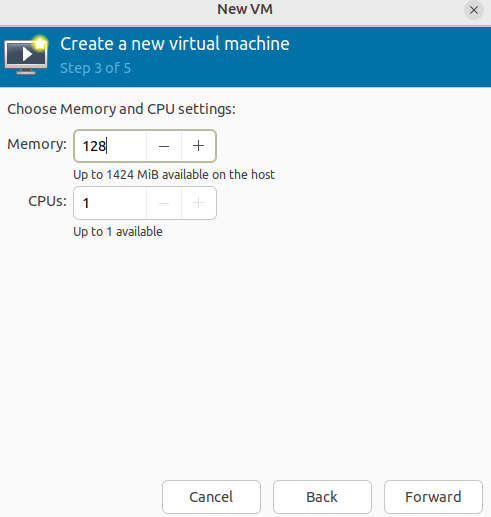 New VM
Create a new virtual machine
Step 3 of 5
Choose Memory and CPU settings:
Memory: 128 − +
Up to 1424 MiB available on the host
CPUs: 1 − +
Up to 1 available
Cancel Back Forward